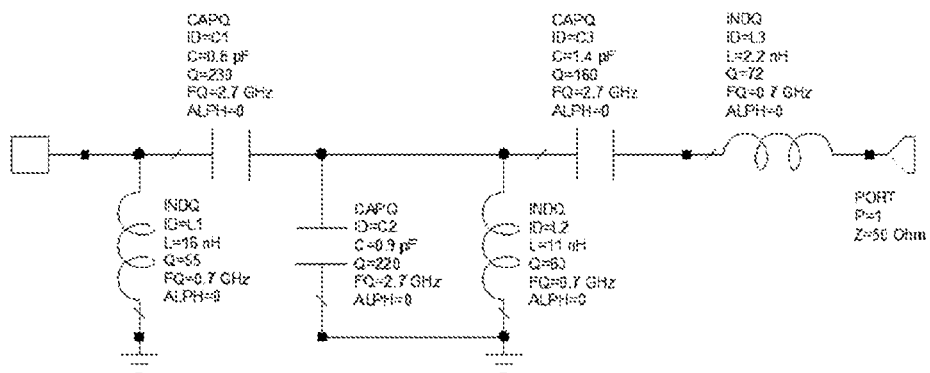 CAPQ
ID=C1
C=0.6 pF
Q=230
FQ=2.7 GHz
ALPH=0
CAPQ
ID=C3
C=1.4 pF
Q=160
FQ=2.7 GHz
ALPH=0
INDQ
ID=L3
L=2.2 nH
Q=72
FQ=0.7 GHz
ALPH=0
INDQ
ID=L1
L=16 nH
Q=55
FQ=0.7 GHz
ALPH=0
CAPQ
ID=C2
C=0.9 pF
Q=220
FQ=2.7 GHz
ALPH=0
INDQ
ID=L2
L=11 nH
Q=60
FQ=0.7 GHz
ALPH=0
PORT
P=1
Z=50 Ohm